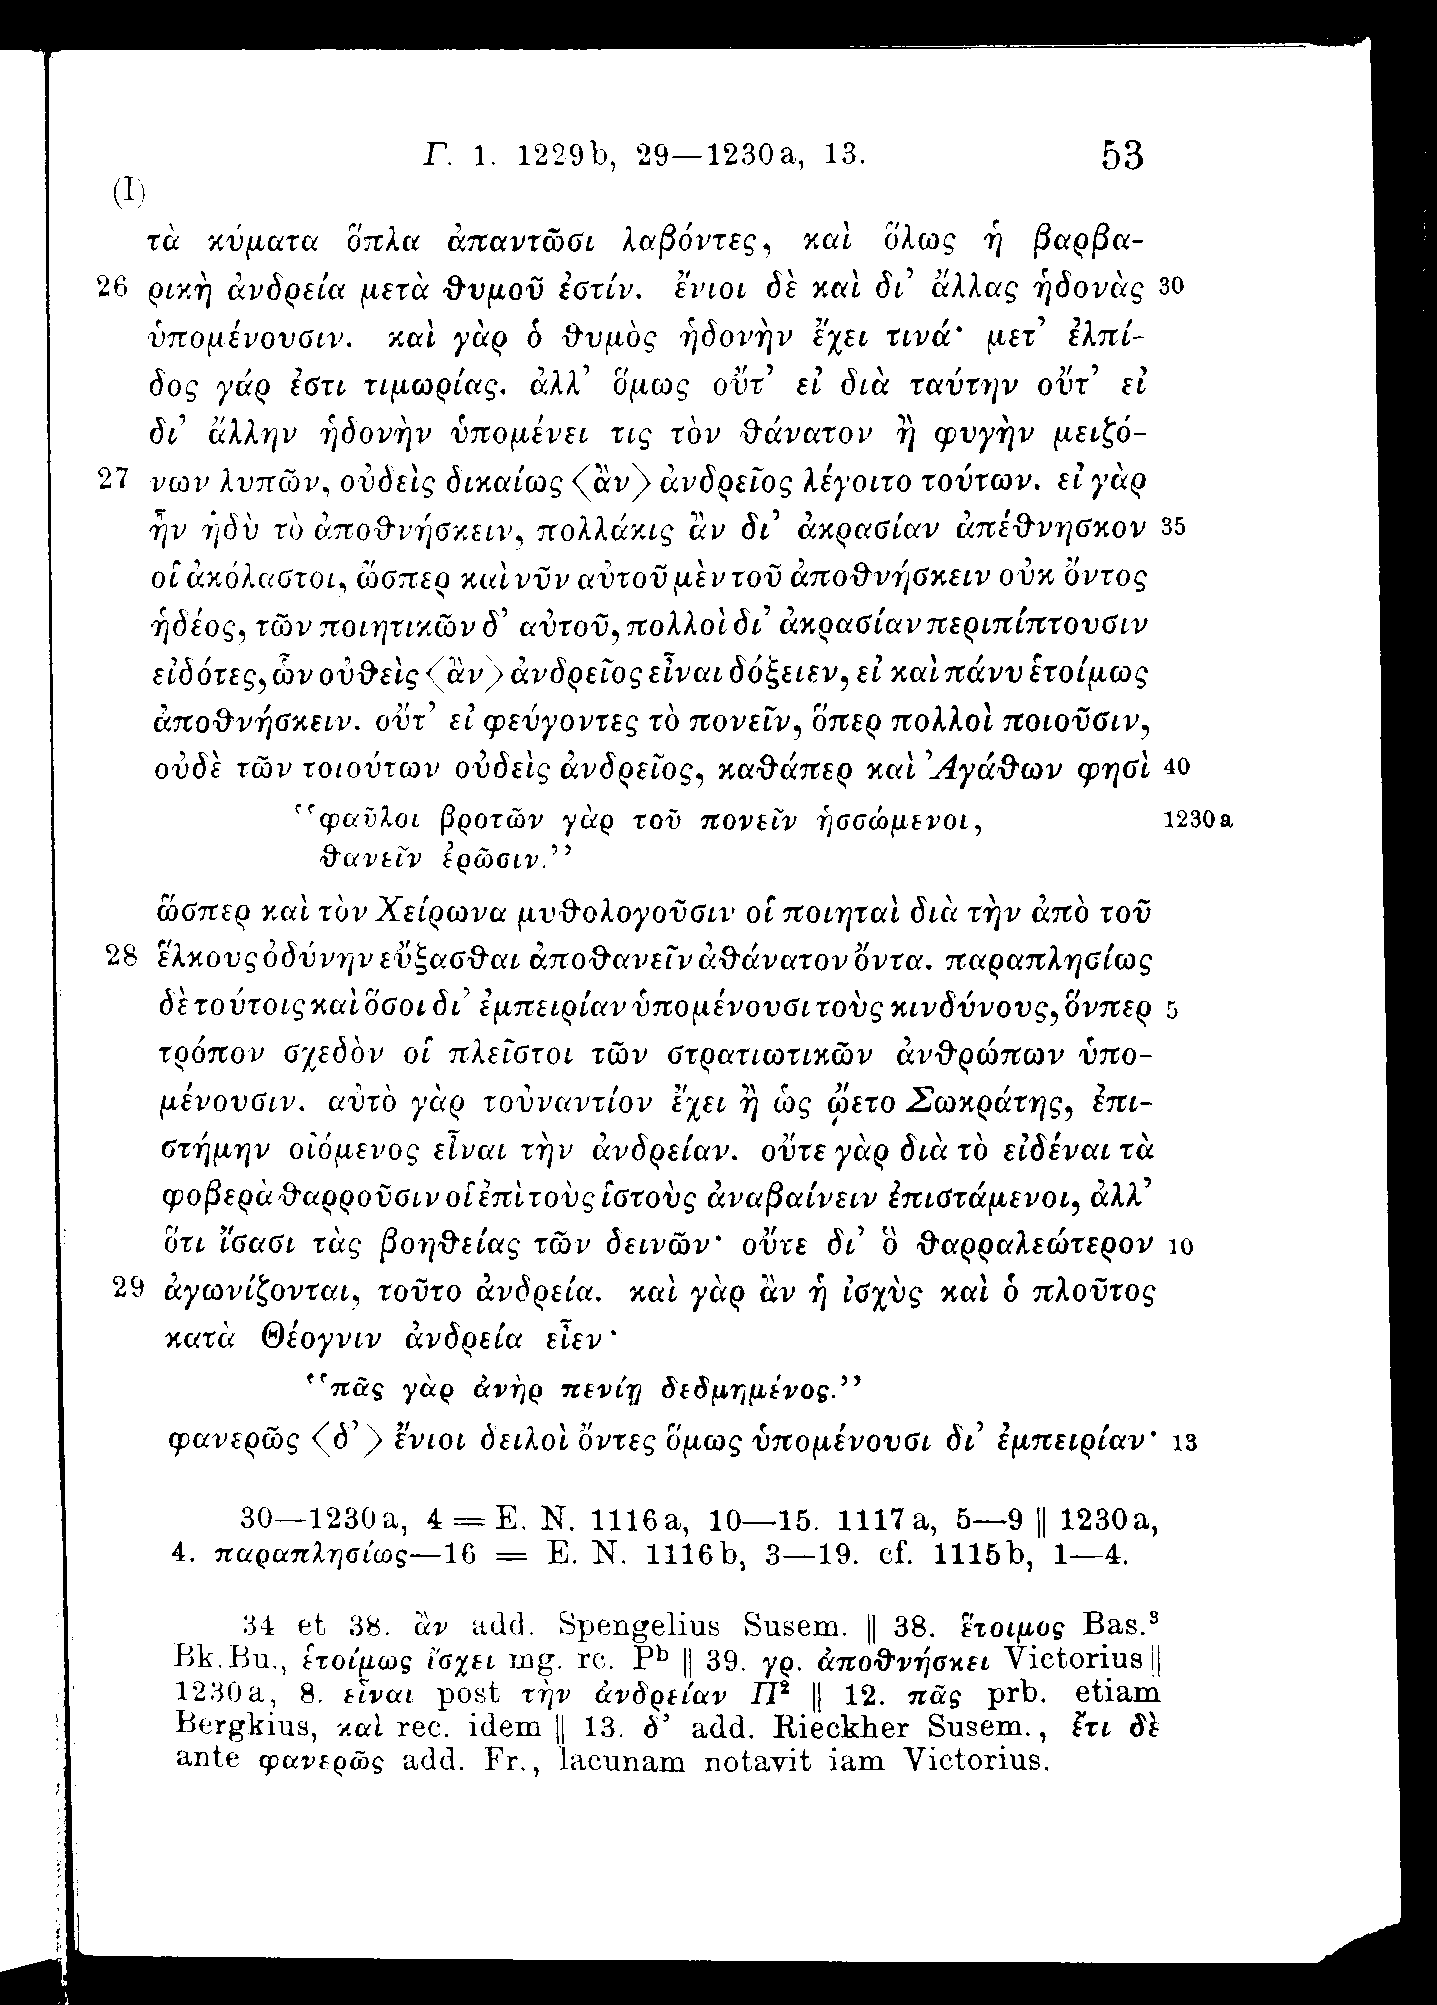 Γ. 1. 1229b, 29—1230a, 13. 53
(I)
τὰ κύματα ὅπλα ἀπαντῶσι λαβόντες, καὶ ὅλως ἡ βαρβα-
26 ρικὴ ἀνδρεία μετὰ θυμοῦ ἐστίν. ἔνιοι δὲ καὶ δι’ ἄλλας ἡδονὰς 30
ὑπομένουσιν. καὶ γὰρ ὁ θυμὸς ἡδονὴν ἔχει τινά· μετ’ ἐλπί-
δος γάρ ἐστι τιμωρίας. ἀλλ’ ὅμως οὔτ’ εἰ διὰ ταύτην οὔτ’ εἰ
δι’ ἄλλην ἡδονὴν ὑπομένει τις τὸν θάνατον ἢ φυγὴν μειζό-
27 νων λυπῶν, οὐδεὶς δικαίως ⟨ἂν⟩ ἀνδρεῖος λέγοιτο τούτων. εἰ γὰρ
ἦν ἡδὺ τὸ ἀποθνήσκειν, πολλάκις ἂν δι’ ἀκρασίαν ἀπέθνησκον 35
οἱ ἀκόλαστοι, ὥσπερ καὶ νῦν αὐτοῦ μὲν τοῦ ἀποθνήσκειν οὐκ ὄντος
ἡδέος, τῶν ποιητικῶν δ’ αὐτοῦ, πολλοὶ δι’ ἀκρασίαν περιπίπτουσιν
εἰδότες, ὧν οὐθεὶς ⟨ἂν⟩ ἀνδρεῖος εἶναι δόξειεν, εἰ καὶ πάνυ ἑτοίμως
ἀποθνήσκειν. οὔτ’ εἰ φεύγοντες τὸ πονεῖν, ὅπερ πολλοὶ ποιοῦσιν,
οὐδὲ τῶν τοιούτων οὐδεὶς ἀνδρεῖος, καθάπερ καὶ Ἀγάθων φησὶ 40
“φαῦλοι βροτῶν γὰρ τοῦ πονεῖν ἡσσώμενοι, 1230a
θανεῖν ἐρῶσιν.”
ὥσπερ καὶ τὸν Χείρωνα μυθολογοῦσιν οἱ ποιηταὶ διὰ τὴν ἀπὸ τοῦ
28 ἕλκους ὀδύνην εὔξασθαι ἀποθανεῖν ἀθάνατον ὄντα. παραπλησίως
δὲ τούτοις καὶ ὅσοι δι’ ἐμπειρίαν ὑπομένουσι τοὺς κινδύνους, ὅνπερ 5
τρόπον σχεδὸν οἱ πλεῖστοι τῶν στρατιωτικῶν ἀνθρώπων ὑπο-
μένουσιν. αὐτὸ γὰρ τοὐναντίον ἔχει ἢ ὡς ᾤετο Σωκράτης, ἐπι-
στήμην οἰόμενος εἶναι τὴν ἀνδρείαν. οὔτε γὰρ διὰ τὸ εἰδέναι τὰ
φοβερὰ θαρροῦσιν οἱ ἐπὶ τοὺς ἱστοὺς ἀναβαίνειν ἐπιστάμενοι, ἀλλ’
ὅτι ἴσασι τὰς βοηθείας τῶν δεινῶν· οὔτε δι’ ὃ θαρραλεώτερον 10
29 ἀγωνίζονται, τοῦτο ἀνδρεία. καὶ γὰρ ἂν ἡ ἰσχὺς καὶ ὁ πλοῦτος
κατὰ Θέογνιν ἀνδρεία εἶεν·
“πᾶς γὰρ ἀνὴρ πενίῃ δεδμημένος.”
φανερῶς ⟨δ’⟩ ἔνιοι δειλοὶ ὄντες ὅμως ὑπομένουσι δι’ ἐμπειρίαν· 13
30—1230a, 4 = E. N. 1116a, 10—15. 1117a, 5—9 || 1230a,
4. παραπλησίως—16 = E. N. 1116b, 3—19. cf. 1115b, 1—4.
34 et 38. ἂν add. Spengelius Susem. || 38. ἕτοιμος Bas.³
Bk. Bu., ἑτοίμως ἴσχει mg. rc. Pᵇ || 39. γρ. ἀποθνήσκει Victorius ||
1230a, 8. εἶναι post τὴν ἀνδρείαν Π² || 12. πᾶς prb. etiam
Bergkius, καὶ rec. idem || 13. δ’ add. Rieckher Susem., ἔτι δὲ
ante φανερῶς add. Fr., lacunam notavit iam Victorius.